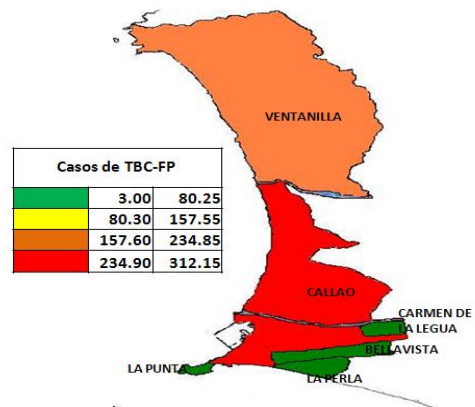 VENTANILLA
Casos de TBC-FP
3.00 80.25
80.30 157.55
157.60 234.85
234.90 312.15
CALLAO
CARMEN DE
LA LEGUA
BELLAVISTA
LA PUNTA
LA PERLA